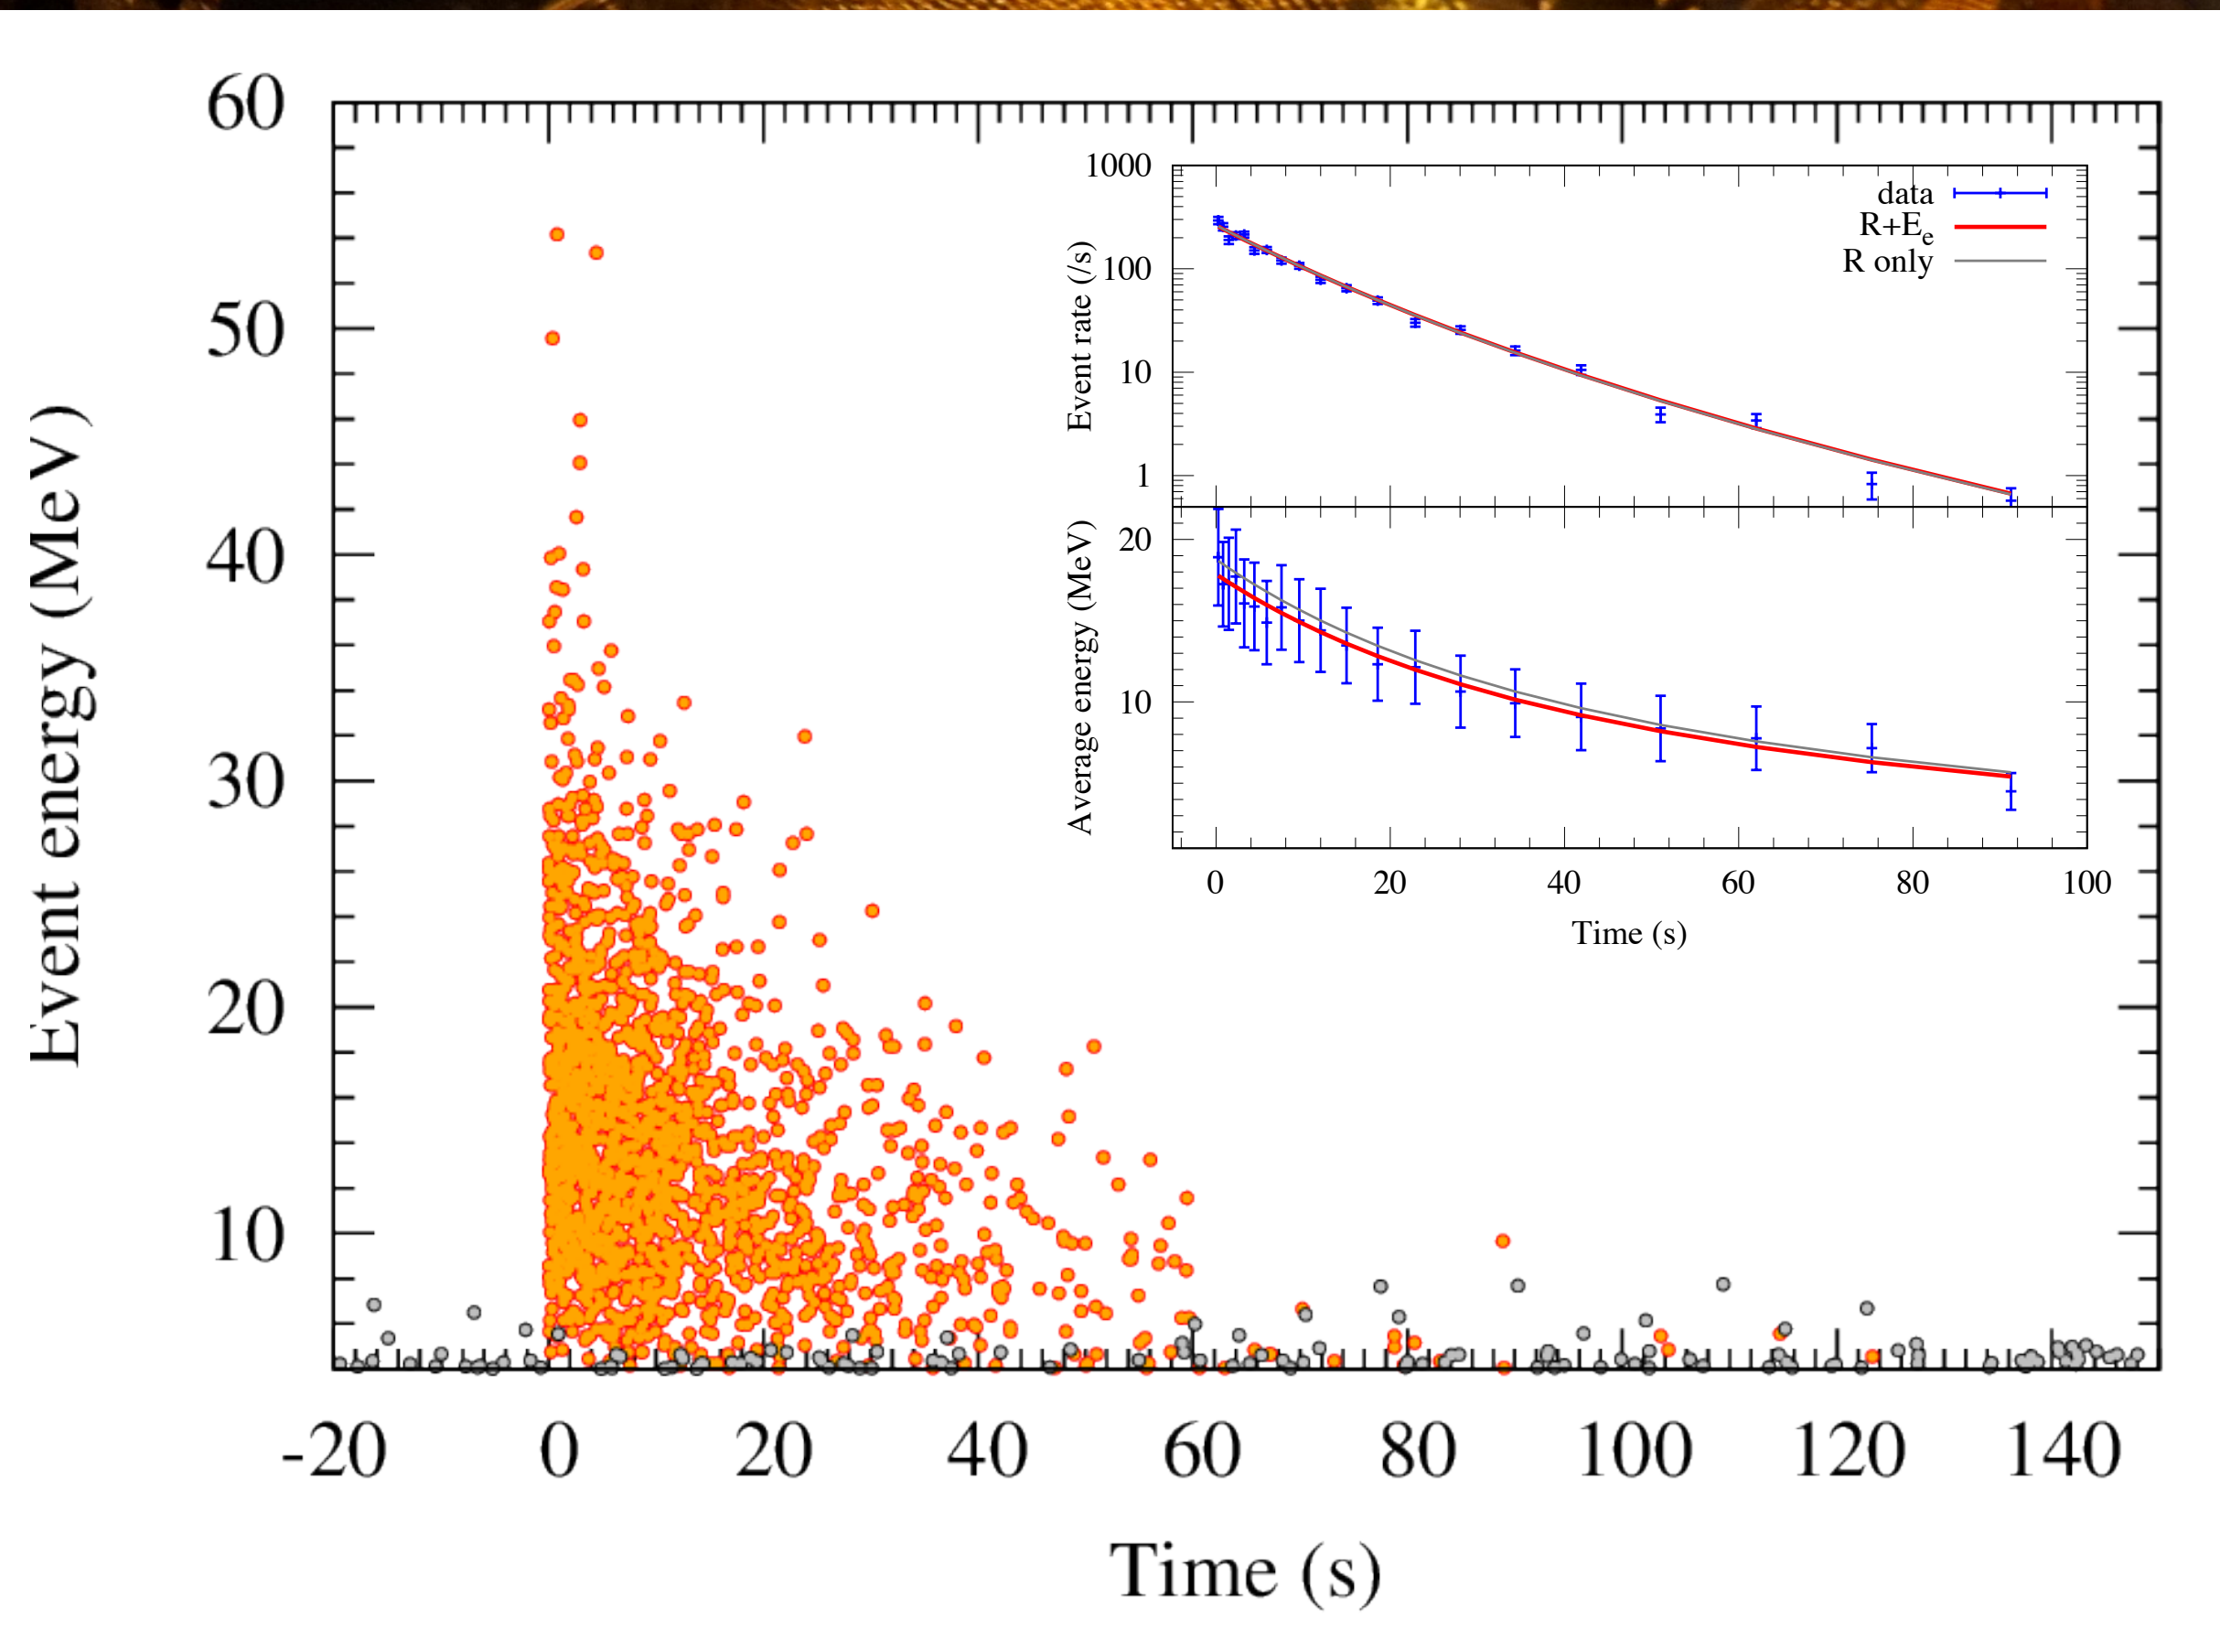 Event energy (MeV)
60
50
40
30
20
10
-20 0 20 40 60 80 100 120 140
Time (s)
Event rate (/s)
1000
100
10
1
data
R+Ee
R only
Average energy (MeV)
20
10
0 20 40 60 80 100
Time (s)